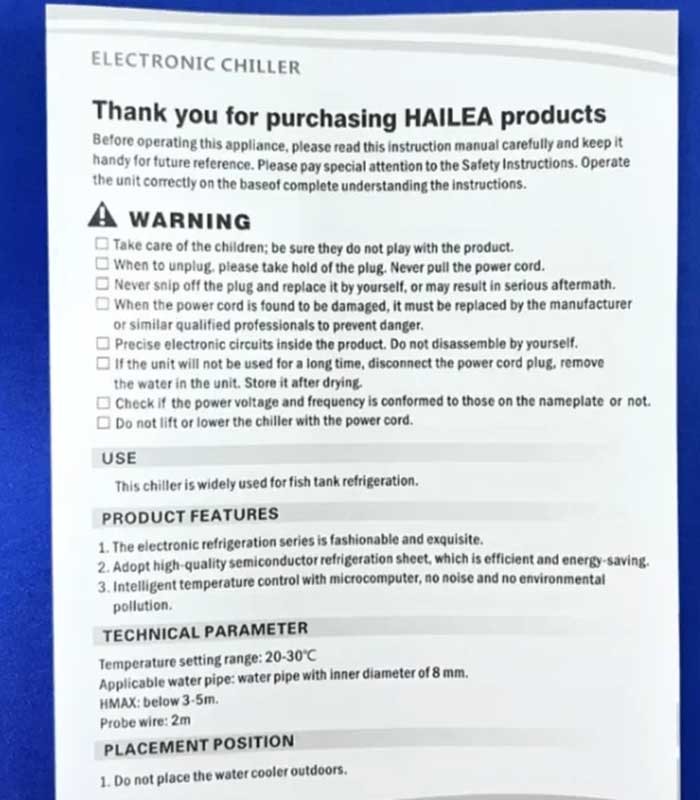 ELECTRONIC CHILLER
Thank you for purchasing HAILEA products
Before operating this appliance, please read this instruction manual carefully and keep it
handy for future reference. Please pay special attention to the Safety Instructions. Operate
the unit correctly on the baseof complete understanding the instructions.
WARNING
☐ Take care of the children; be sure they do not play with the product.
☐ When to unplug, please take hold of the plug. Never pull the power cord.
☐ Never snip off the plug and replace it by yourself, or may result in serious aftermath.
☐ When the power cord is found to be damaged, it must be replaced by the manufacturer
or similar qualified professionals to prevent danger.
☐ Precise electronic circuits inside the product. Do not disassemble by yourself.
☐ If the unit will not be used for a long time, disconnect the power cord plug, remove
the water in the unit. Store it after drying.
☐ Check if the power voltage and frequency is conformed to those on the nameplate or not.
☐ Do not lift or lower the chiller with the power cord.
USE
This chiller is widely used for fish tank refrigeration.
PRODUCT FEATURES
1. The electronic refrigeration series is fashionable and exquisite.
2. Adopt high-quality semiconductor refrigeration sheet, which is efficient and energy-saving.
3. Intelligent temperature control with microcomputer, no noise and no environmental
pollution.
TECHNICAL PARAMETER
Temperature setting range: 20-30℃
Applicable water pipe: water pipe with inner diameter of 8 mm.
HMAX: below 3-5m.
Probe wire: 2m
PLACEMENT POSITION
1. Do not place the water cooler outdoors.